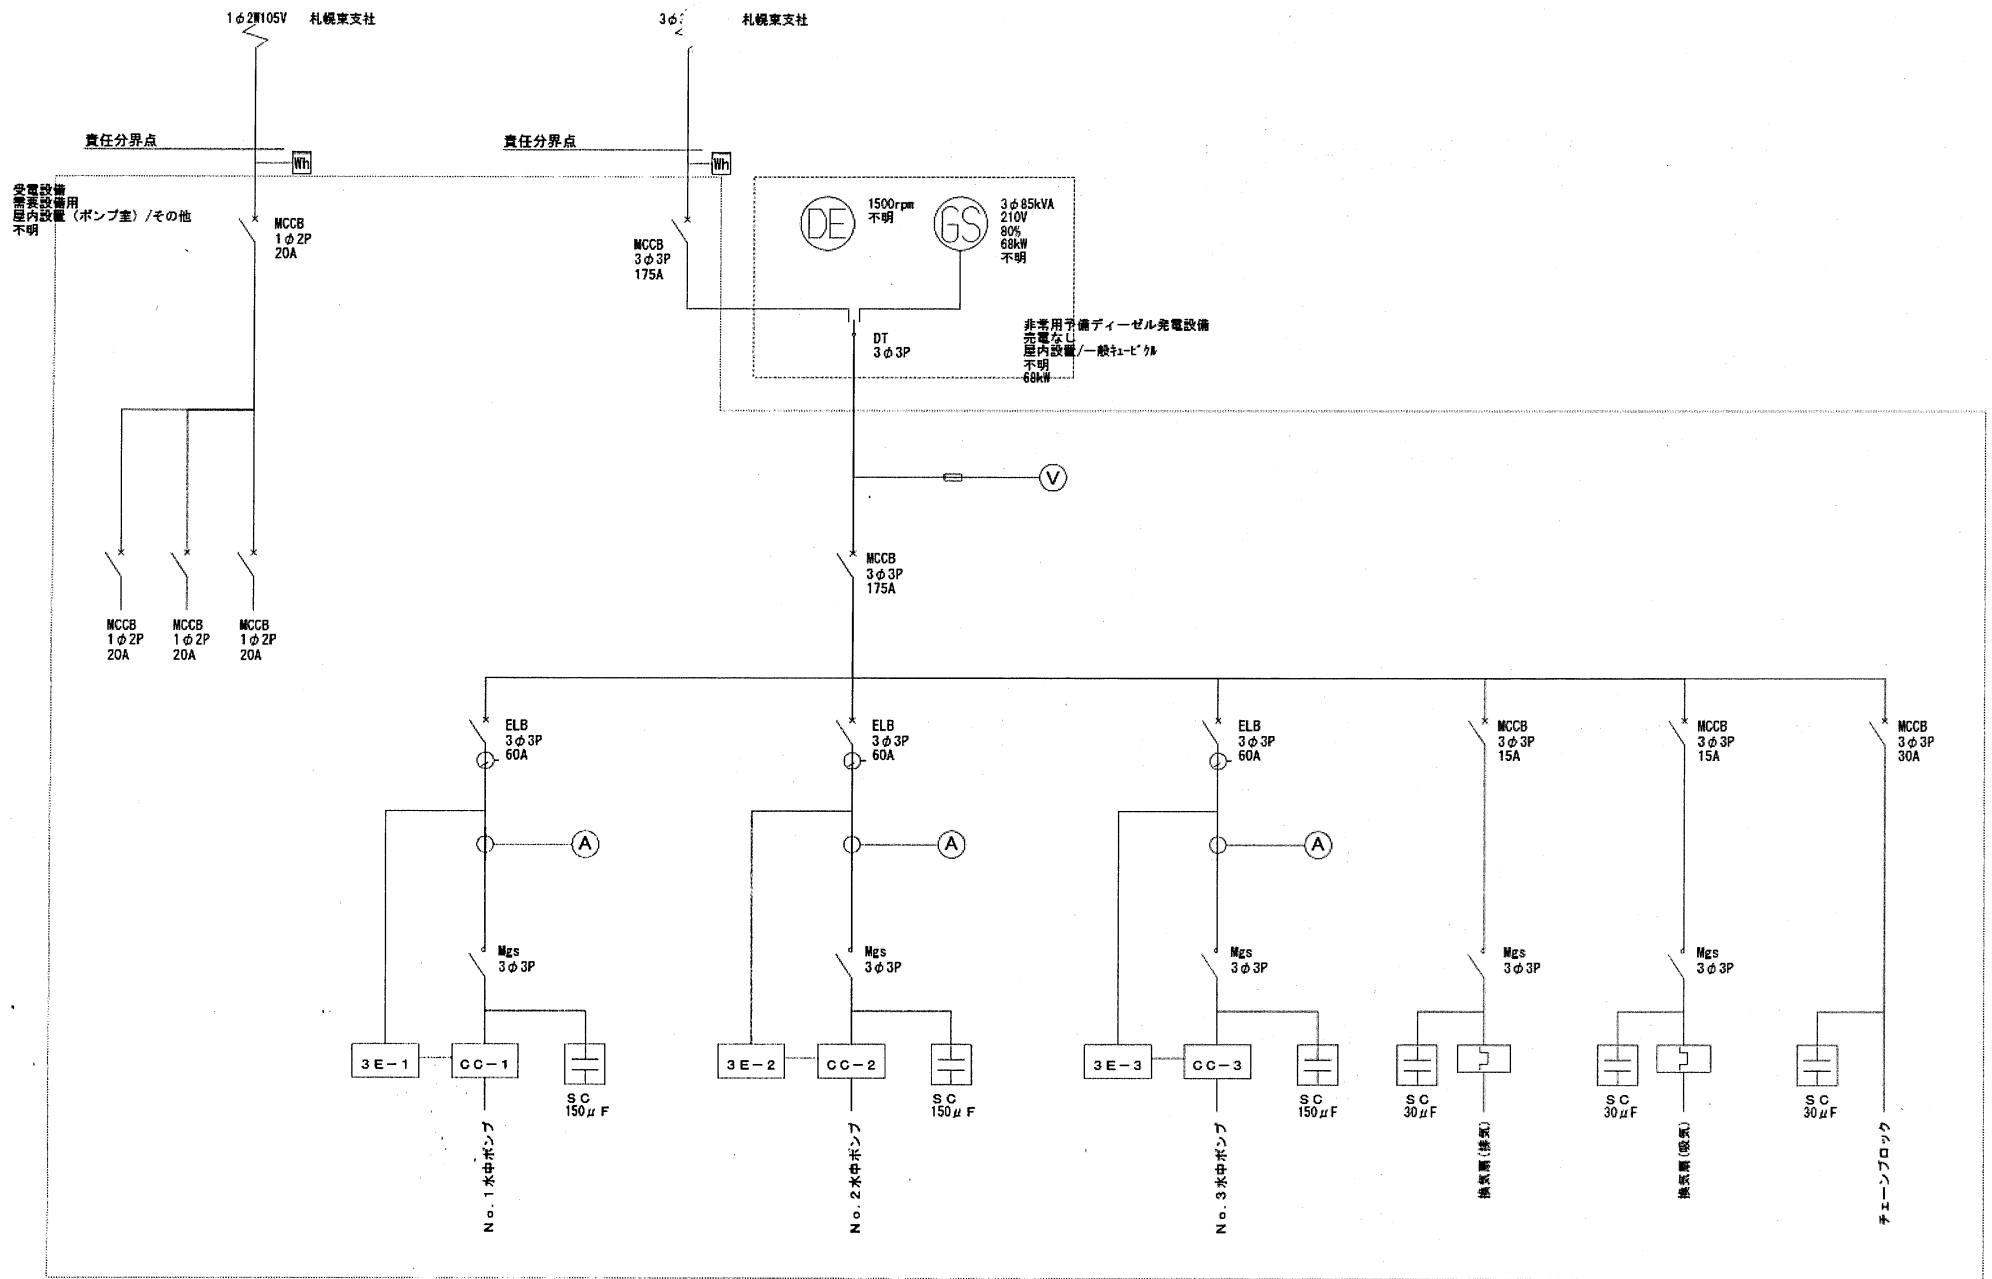 1φ2W105V 札幌東支社
3φ 札幌東支社
責任分界点
Wh
責任分界点
Wh
受電設備
需要設備用
屋内設置（ポンプ室）/その他
不明
MCCB
1φ2P
20A
MCCB
3φ3P
175A
DE
1500rpm
不明
GS
3φ85kVA
210V
80%
68kW
不明
DT
3φ3P
非常用予備ディーゼル発電設備
売電なし
屋内設置/一般ｷｭｰﾋﾞｸﾙ
不明
68kW
V
MCCB
3φ3P
175A
MCCB
1φ2P
20A
MCCB
1φ2P
20A
MCCB
1φ2P
20A
ELB
3φ3P
60A
ELB
3φ3P
60A
ELB
3φ3P
60A
MCCB
3φ3P
15A
MCCB
3φ3P
15A
MCCB
3φ3P
30A
A
A
A
Mgs
3φ3P
Mgs
3φ3P
Mgs
3φ3P
Mgs
3φ3P
Mgs
3φ3P
3E-1
CC-1
SC
150μF
3E-2
CC-2
SC
150μF
3E-3
CC-3
SC
150μF
SC
30μF
SC
30μF
SC
30μF
No.1水中ポンプ
No.2水中ポンプ
No.3水中ポンプ
換気扇(排気)
換気扇(吸気)
チェーンブロック